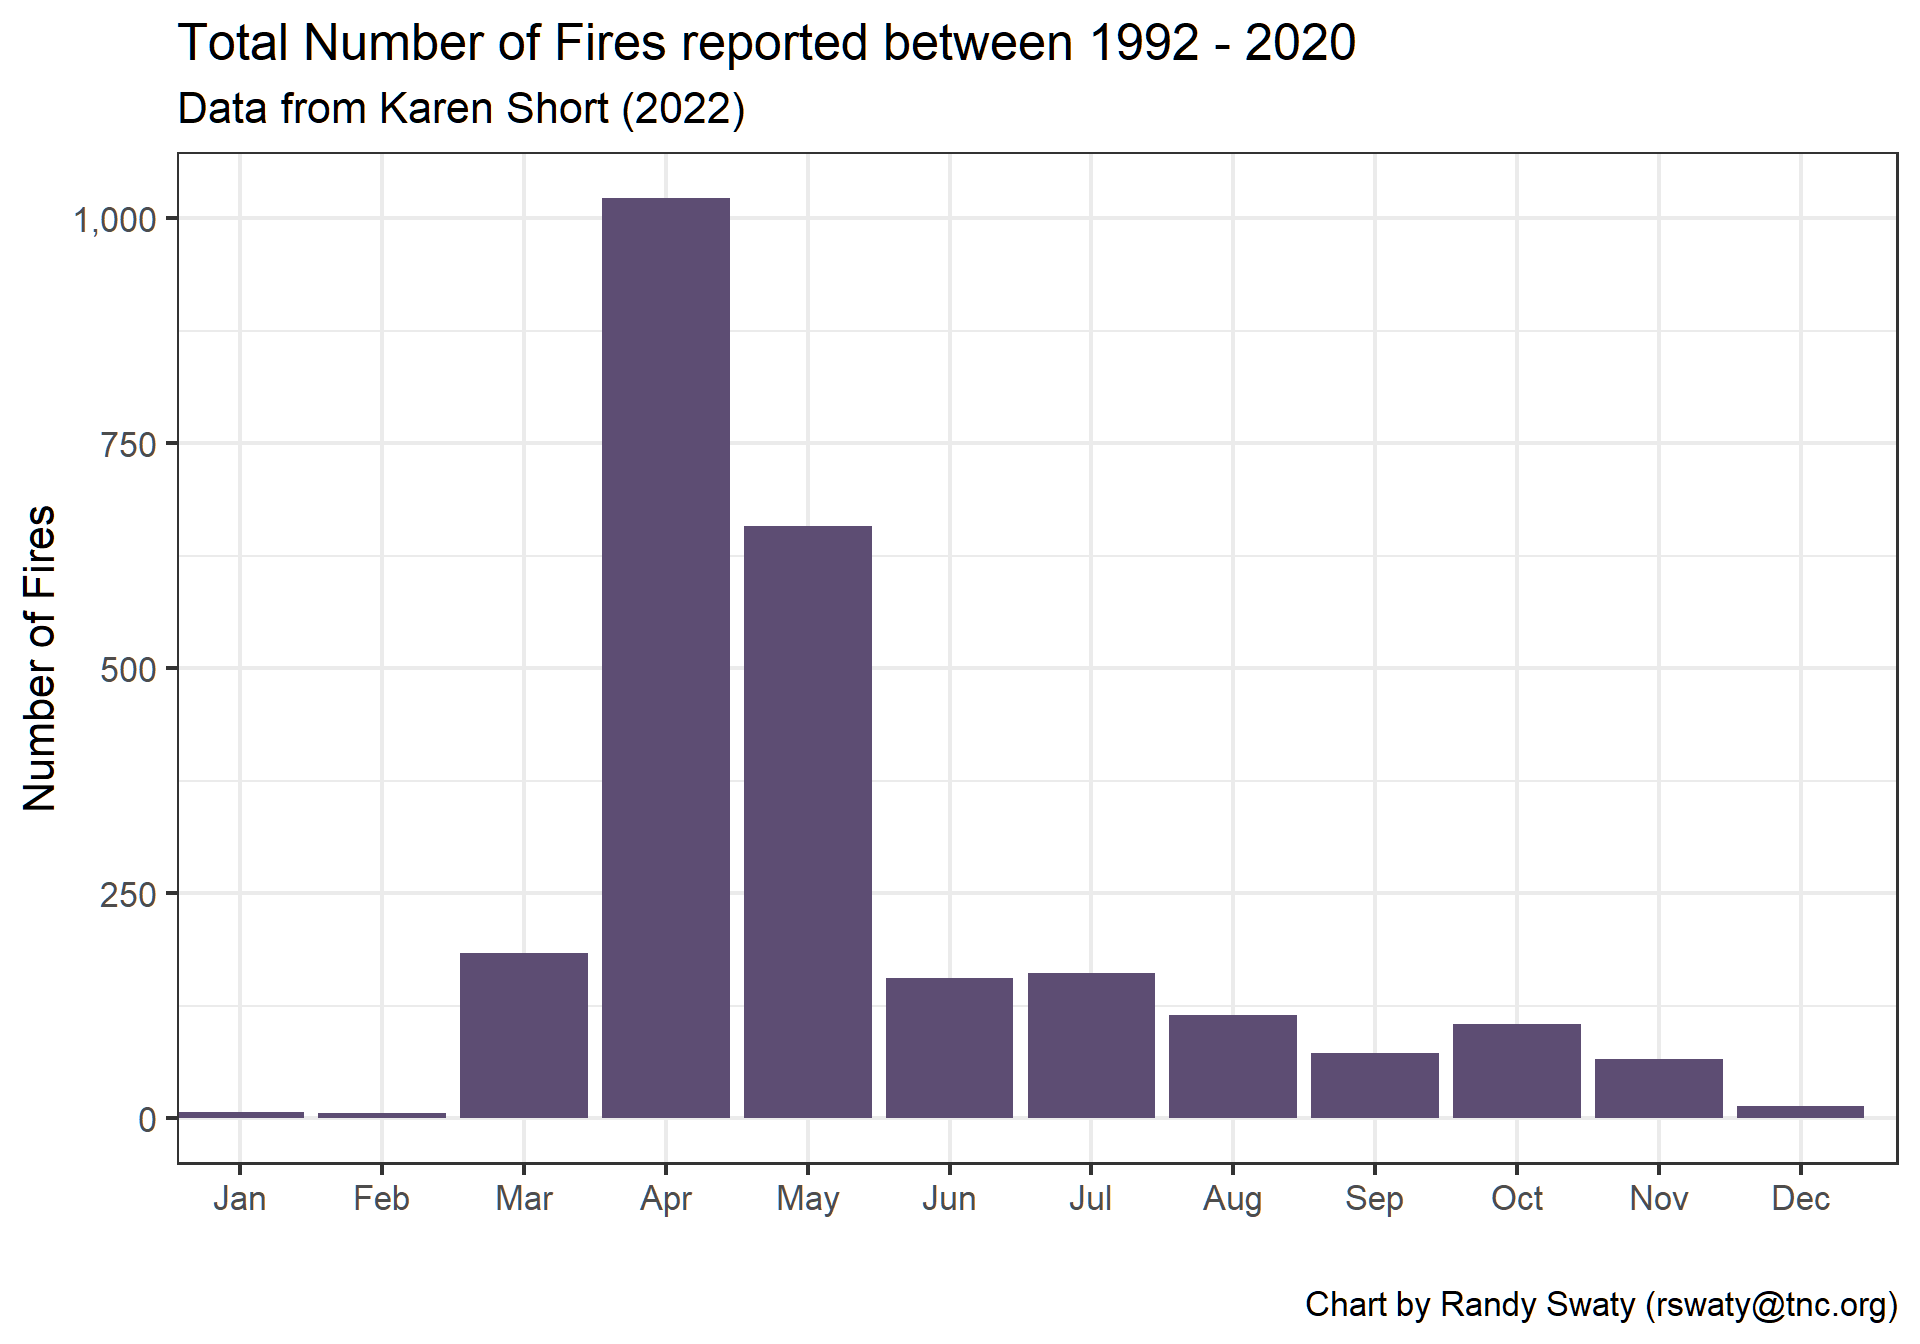 Total Number of Fires reported between 1992 - 2020
Data from Karen Short (2022)
Number of Fires
1,000
750
500
250
0
Jan Feb Mar Apr May Jun Jul Aug Sep Oct Nov Dec
Chart by Randy Swaty (rswaty@tnc.org)